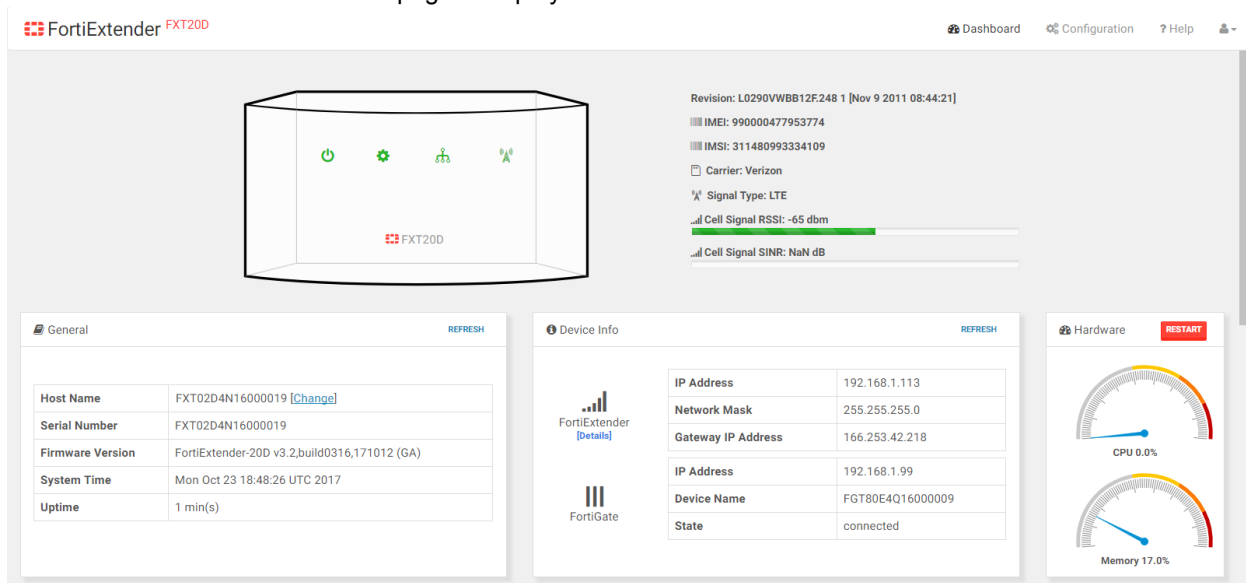 FortiExtender FXT20D
Dashboard Configuration ? Help
Revision: L0290VWBB12F.248 1 [Nov 9 2011 08:44:21]
IMEI: 990000477953774
IMSI: 311480993334109
Carrier: Verizon
Signal Type: LTE
Cell Signal RSSI: -65 dbm
Cell Signal SINR: NaN dB
FXT20D
General REFRESH
Host Name FXT02D4N16000019 [Change]
Serial Number FXT02D4N16000019
Firmware Version FortiExtender-20D v3.2,build0316,171012 (GA)
System Time Mon Oct 23 18:48:26 UTC 2017
Uptime 1 min(s)
Device Info REFRESH
FortiExtender
[Details]
IP Address 192.168.1.113
Network Mask 255.255.255.0
Gateway IP Address 166.253.42.218
FortiGate
IP Address 192.168.1.99
Device Name FGT80E4Q16000009
State connected
Hardware RESTART
CPU 0.0%
Memory 17.0%